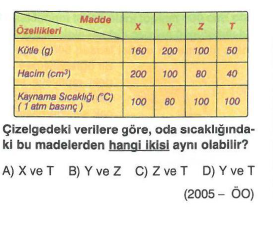 Madde
Özellikleri X Y Z T
Kütle (g) 160 200 100 50
Hacim (cm³) 200 100 80 40
Kaynama Sıcaklığı (°C)
( 1 atm basınç ) 100 80 100 100
Çizelgedeki verilere göre, oda sıcaklığında-
ki bu madelerden hangi ikisi aynı olabilir?
A) X ve T B) Y ve Z C) Z ve T D) Y ve T
(2005 – ÖO)